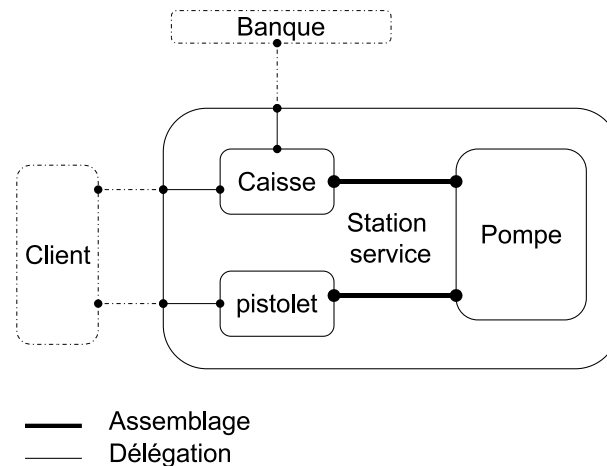 Banque
Caisse
Station
service
Pompe
Client
pistolet
Assemblage
Délégation